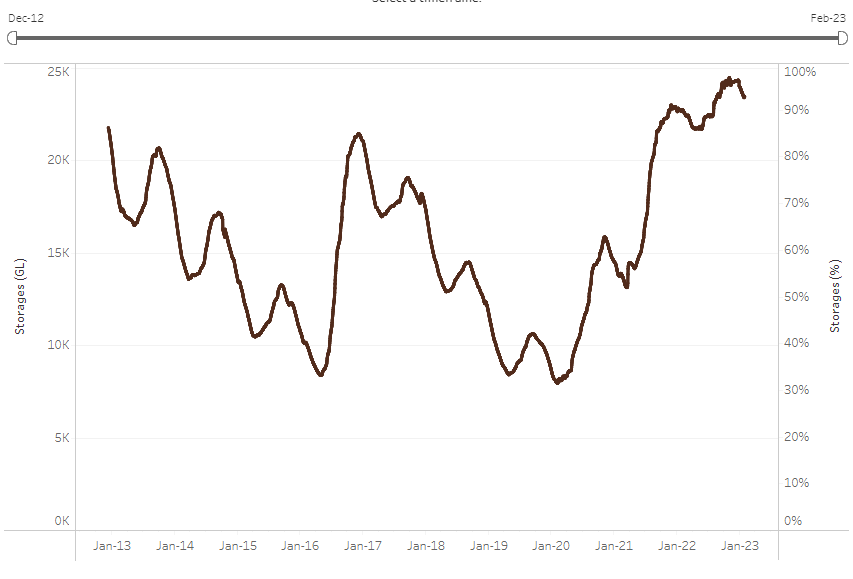 Select a timeframe:
Dec-12
Feb-23
25K
20K
15K
10K
5K
0K
Storages (GL)
100%
90%
80%
70%
60%
50%
40%
30%
20%
10%
0%
Storages (%)
Jan-13 Jan-14 Jan-15 Jan-16 Jan-17 Jan-18 Jan-19 Jan-20 Jan-21 Jan-22 Jan-23